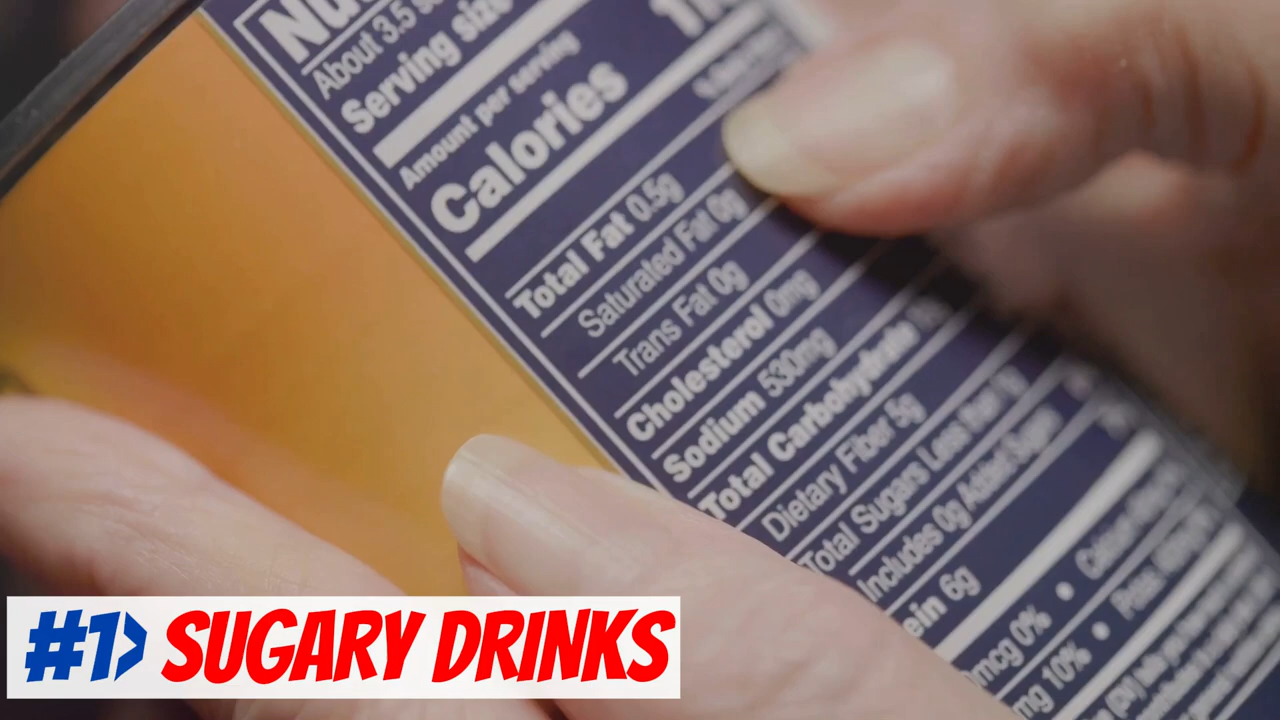 Nu
About 3.5
Serving size
Amount per serving
Calories
Total Fat 0.5g
Saturated Fat 0g
Trans Fat 0g
Cholesterol 0mg
Sodium 530mg
Total Carbohydrate
Dietary Fiber 5g
Total Sugars Less than 1g
Includes 0g Added Sugars
ein 6g
mcg 0% •
mg 10% •
#1> SUGARY DRINKS